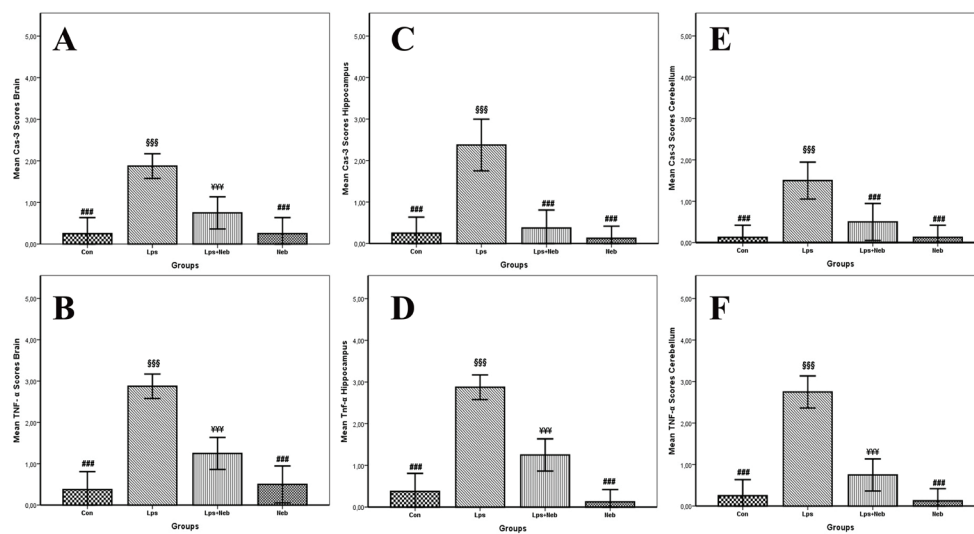 A
Mean Cas-3 Scores Brain
5,00
4,00
3,00
2,00
1,00
0,00
###
§§§
¥¥¥
###
Con
Lps
Lps+Neb
Neb
Groups
C
Mean Cas-3 Scores Hippocampus
5,00
4,00
3,00
2,00
1,00
0,00
###
§§§
###
###
Con
Lps
Lps+Neb
Neb
Groups
E
Mean Cas-3 Scores Cerebellum
5,00
4,00
3,00
2,00
1,00
0,00
###
§§§
###
###
Con
Lps
Lps+Neb
Neb
Groups
B
Mean TNF- α Scores Brain
5,00
4,00
3,00
2,00
1,00
0,00
###
§§§
¥¥¥
###
Con
Lps
Lps+Neb
Neb
Groups
D
Mean Tnf-α Hippocampus
5,00
4,00
3,00
2,00
1,00
0,00
###
§§§
¥¥¥
###
Con
Lps
Lps+Neb
Neb
Groups
F
Mean TNF-α Scores Cerebellum
5,00
4,00
3,00
2,00
1,00
0,00
###
§§§
¥¥¥
###
Con
Lps
Lps+Neb
Neb
Groups